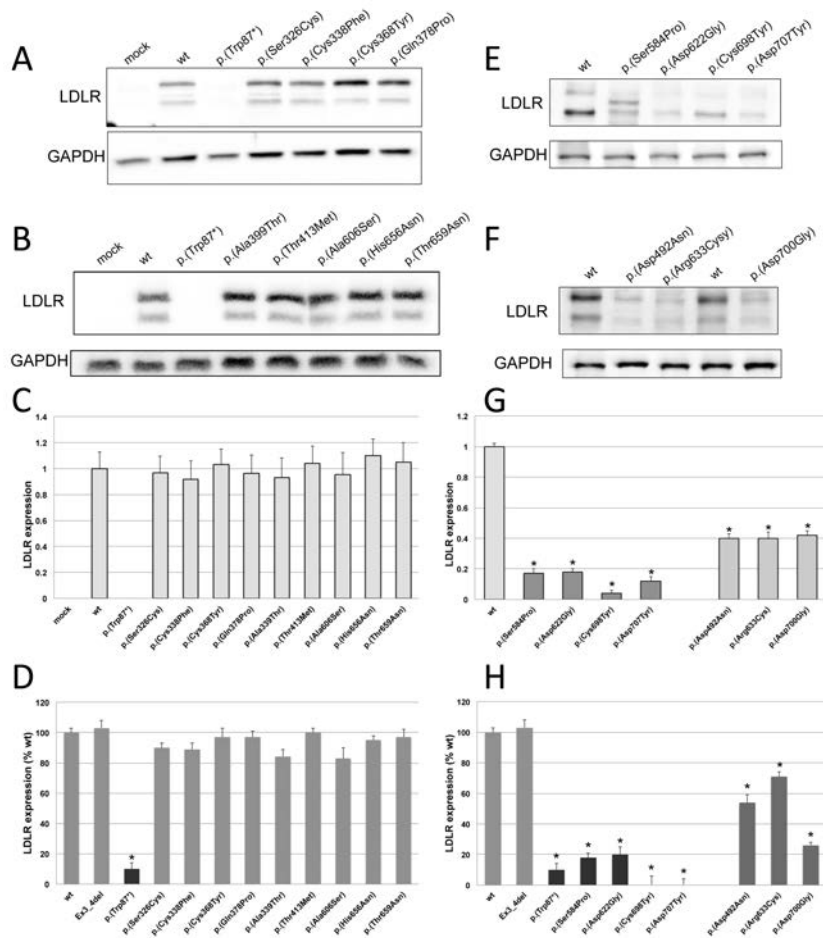 A
mock
wt
p.(Trp87*)
p.(Ser326Cys)
p.(Cys338Phe)
p.(Cys368Tyr)
p.(Gln378Pro)
LDLR
GAPDH
E
wt
p.(Ser584Pro)
p.(Asp622Gly)
p.(Cys698Tyr)
p.(Asp707Tyr)
LDLR
GAPDH
B
mock
wt
p.(Trp87*)
p.(Ala399Thr)
p.(Thr413Met)
p.(Ala606Ser)
p.(His656Asn)
p.(Thr659Asn)
LDLR
GAPDH
F
wt
p.(Asp492Asn)
p.(Arg633Cysy)
wt
p.(Asp700Gly)
LDLR
GAPDH
C
LDLR expression
1.4
1.2
1
0.8
0.6
0.4
0.2
0
mock
wt
p.(Trp87*)
p.(Ser326Cys)
p.(Cys338Phe)
p.(Cys368Tyr)
p.(Gln378Pro)
p.(Ala339Thr)
p.(Thr413Met)
p.(Ala606Ser)
p.(His656Asn)
p.(Thr659Asn)
G
LDLR expression
1.2
1
0.8
0.6
0.4
0.2
0
* * * * * * *
wt
p.(Ser584Pro)
p.(Asp622Gly)
p.(Cys698Tyr)
p.(Asp707Tyr)
p.(Asp492Asn)
p.(Arg633Cys)
p.(Asp700Gly)
D
LDLR expression (% wt)
120
100
80
60
40
20
0
*
wt
Ex3_4del
p.(Trp87*)
p.(Ser326Cys)
p.(Cys338Phe)
p.(Cys368Tyr)
p.(Gln378Pro)
p.(Ala339Thr)
p.(Thr413Met)
p.(Ala606Ser)
p.(His656Asn)
p.(Thr659Asn)
H
LDLR expression (% wt)
120
100
80
60
40
20
0
* * * * * * * *
wt
Ex3_4del
p.(Trp87*)
p.(Ser584Pro)
p.(Asp622Gly)
p.(Cys698Tyr)
p.(Asp707Tyr)
p.(Asp492Asn)
p.(Arg633Cys)
p.(Asp700Gly)